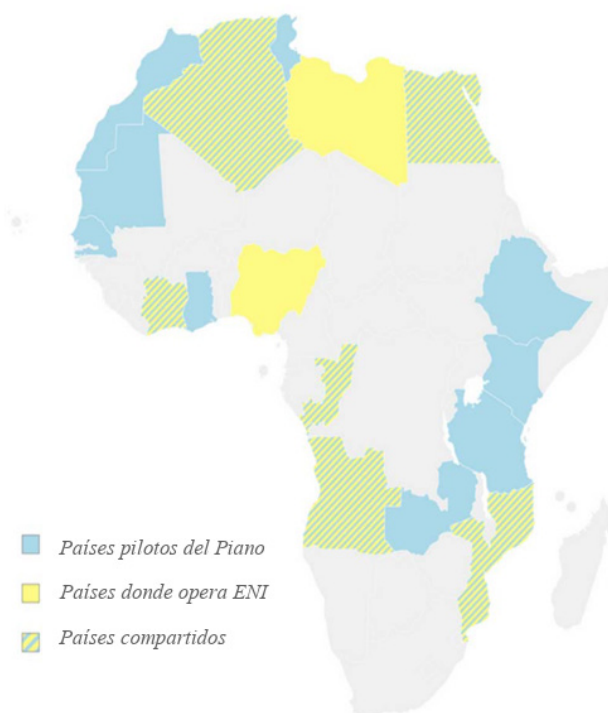 Países pilotos del Piano
Países donde opera ENI
Países compartidos